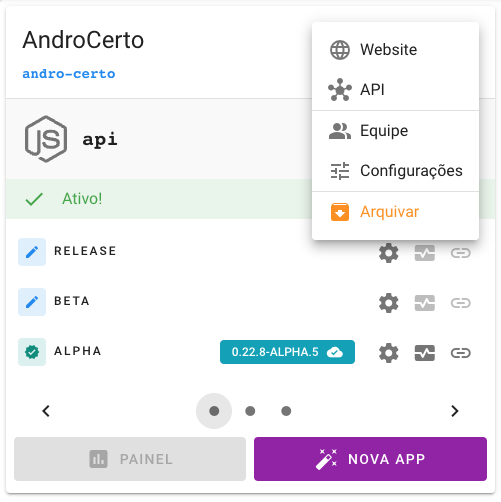 AndroCerto
andro-certo
Website
API
Equipe
Configurações
Arquivar
JS
api
Ativo!
RELEASE
BETA
ALPHA
0.22.8-ALPHA.5
PAINEL
NOVA APP